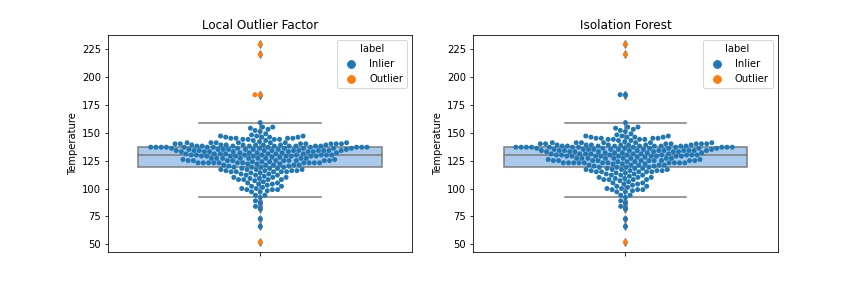 Local Outlier Factor
225
200
175
150
125
100
75
50
Temperature
label
Inlier
Outlier
Isolation Forest
225
200
175
150
125
100
75
50
Temperature
label
Inlier
Outlier